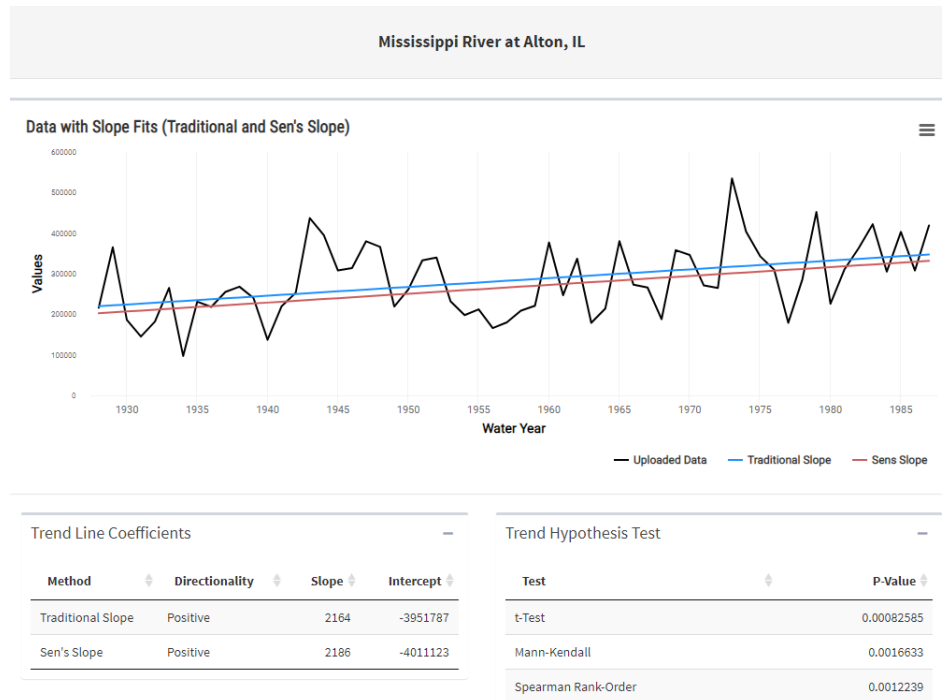 Mississippi River at Alton, IL
Data with Slope Fits (Traditional and Sen's Slope)
600000
500000
400000
300000
200000
100000
0
Values
1930 1935 1940 1945 1950 1955 1960 1965 1970 1975 1980 1985
Water Year
Uploaded Data Traditional Slope Sens Slope
Trend Line Coefficients
Method Directionality Slope Intercept
Traditional Slope Positive 2164 -3951787
Sen's Slope Positive 2186 -4011123
Trend Hypothesis Test
Test P-Value
t-Test 0.00082585
Mann-Kendall 0.0016633
Spearman Rank-Order 0.0012239